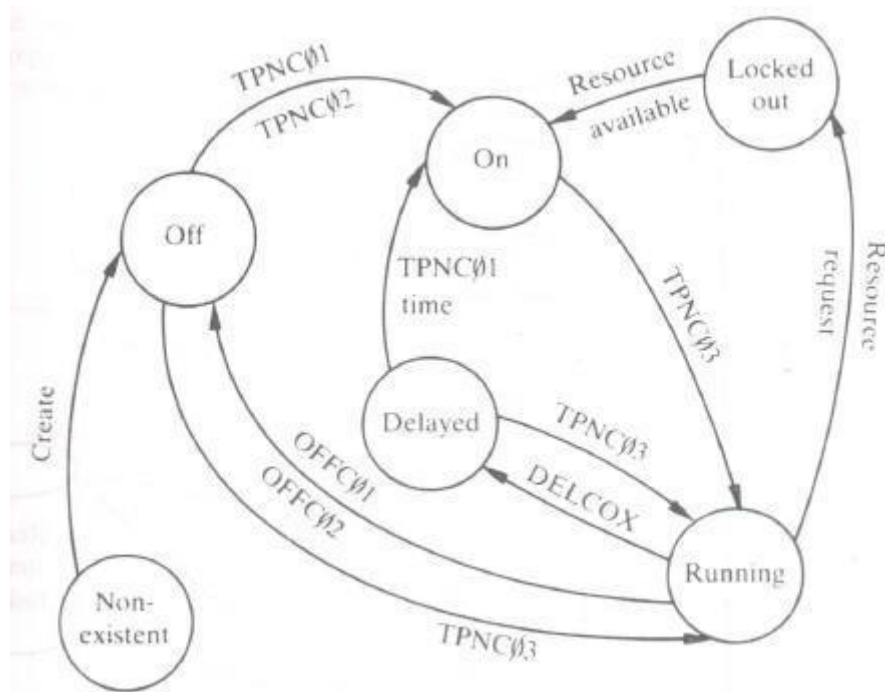 TPNCØ1
TPNCØ2
Resource
available
Locked
out
On
Off
TPNCØ1
time
TPNCØ3
Resource
request
Create
Delayed
TPNCØ3
DELCOX
OFFCØ1
OFFCØ2
Running
Non-
existent
TPNCØ3